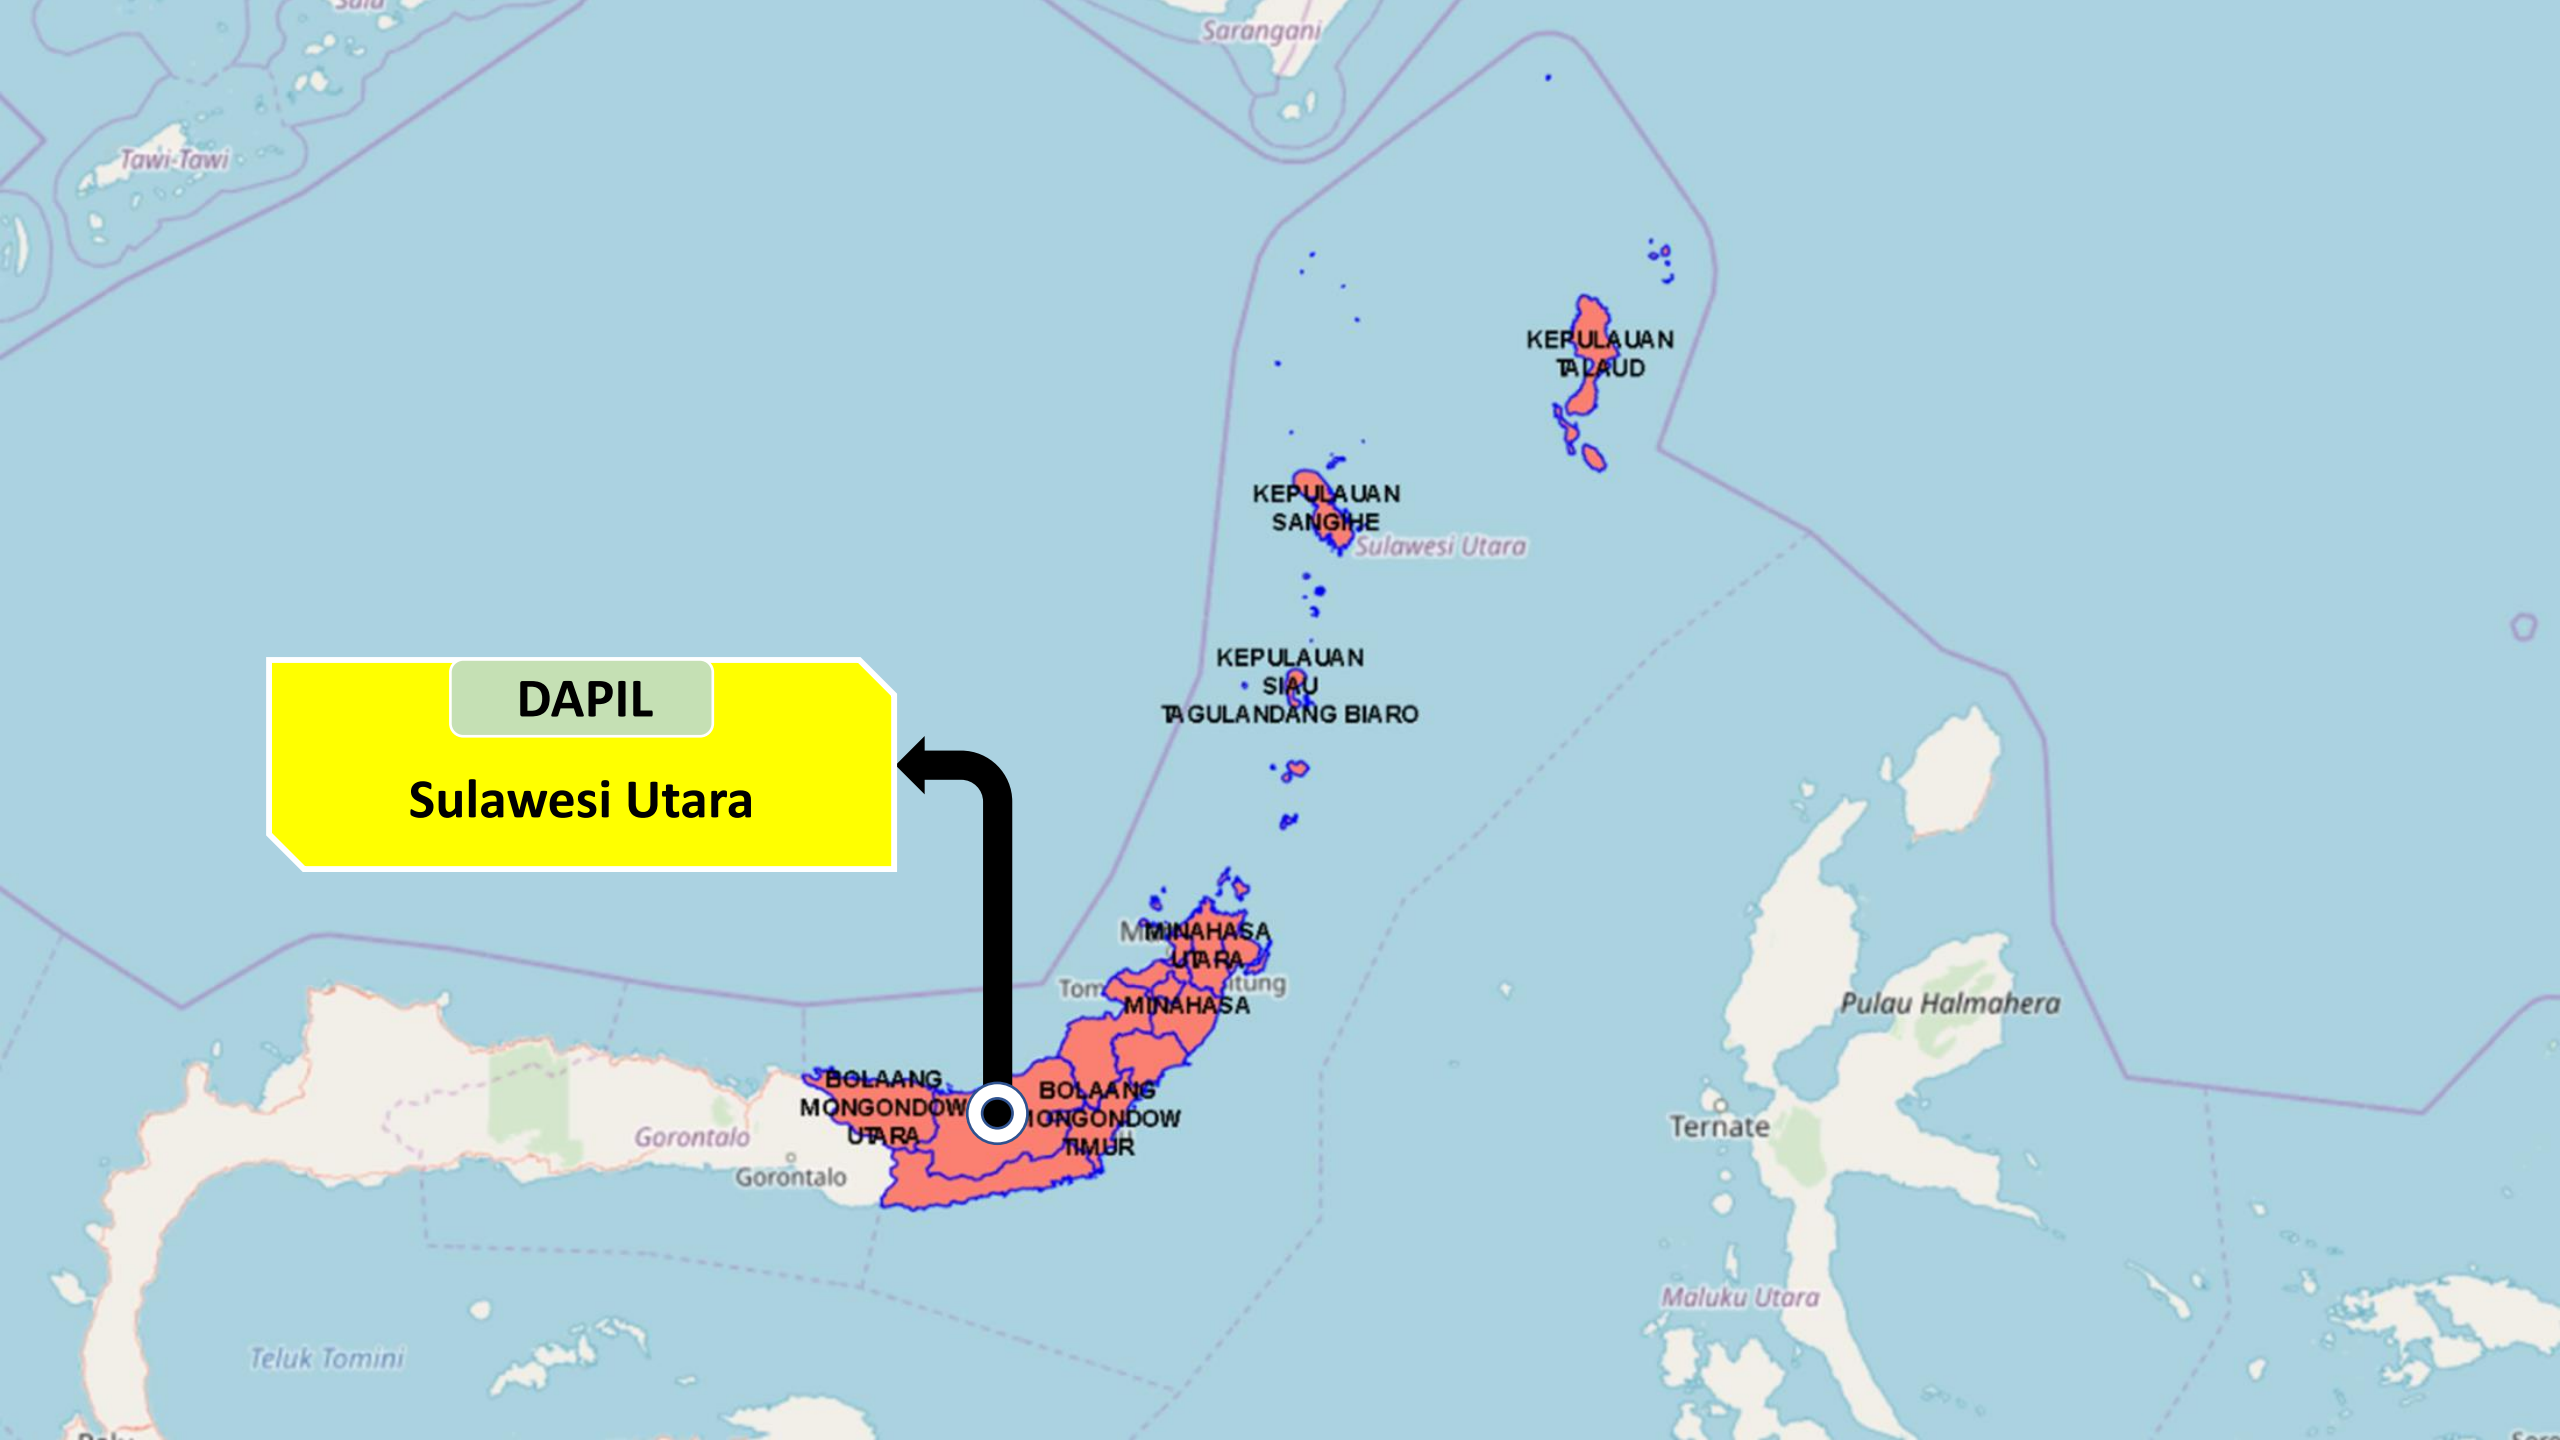 Sulu
Sarangani
Tawi-Tawi
KEPULAUAN
TALAUD
KEPULAUAN
SANGIHE
Sulawesi Utara
KEPULAUAN
SIAU
TAGULANDANG BIARO
DAPIL
Sulawesi Utara
MINAHASA
UTARA
MINAHASA
Pulau Halmahera
BOLAANG
MONGONDOW
UTARA
BOLAANG
MONGONDOW
TIMUR
Gorontalo
Gorontalo
Ternate
Maluku Utara
Teluk Tomini